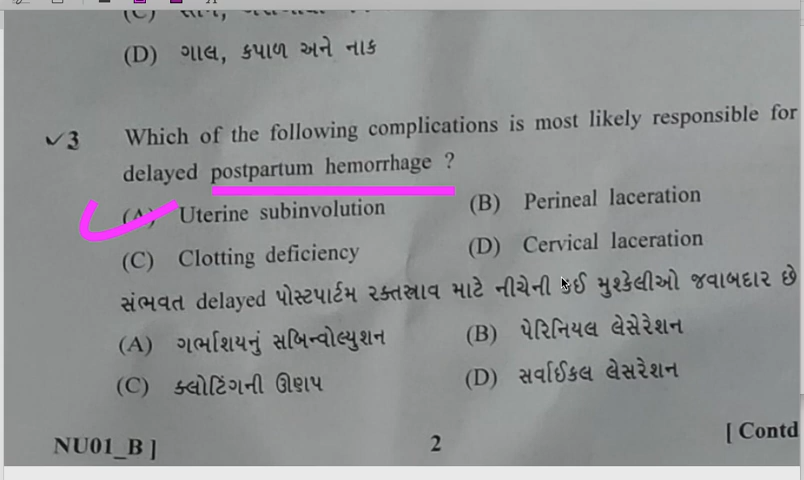 (D) ગાલ, કપાળ અને નાક
3 Which of the following complications is most likely responsible for
delayed postpartum hemorrhage ?
(A) Uterine subinvolution (B) Perineal laceration
(C) Clotting deficiency (D) Cervical laceration
સંભવત delayed પોસ્ટપાર્ટમ રક્તસ્રાવ માટે નીચેની કઈ મુશ્કેલીઓ જવાબદાર છે
(A) ગર્ભાશયનું સબિન્વોલ્યુશન (B) પેરિનિયલ લેસેરેશન
(C) ક્લોટિંગની ઊણપ (D) સર્વાઈકલ લેસરેશન
NU01_B ] 2 [ Contd